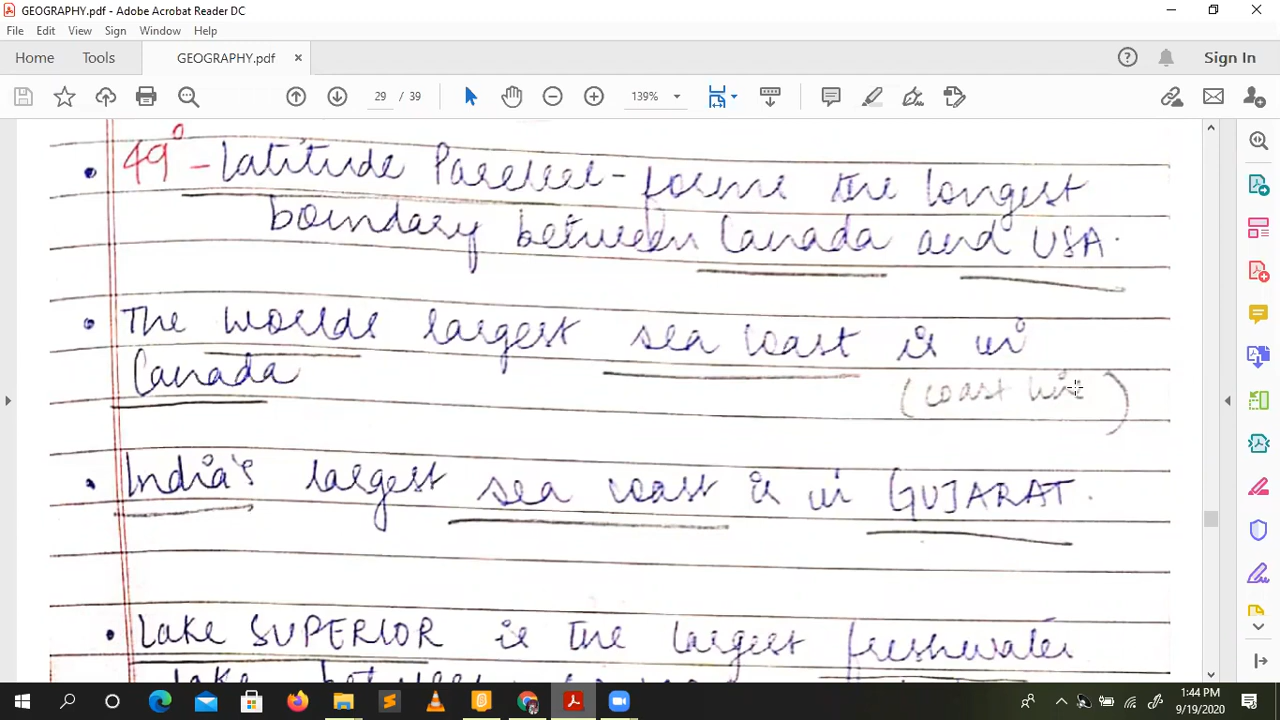 GEOGRAPHY.pdf - Adobe Acrobat Reader DC
File Edit View Sign Window Help
Home Tools GEOGRAPHY.pdf × Sign In
29 / 39 139%
• 49° - Latitude Parallel - forms the longest
boundary between Canada and USA.
• The worlds largest sea coast is in
Canada
(coast line)
• India's largest sea coast is in GUJARAT.
• Lake SUPERIOR is the largest freshwater
lake between
1:44 PM
9/19/2020